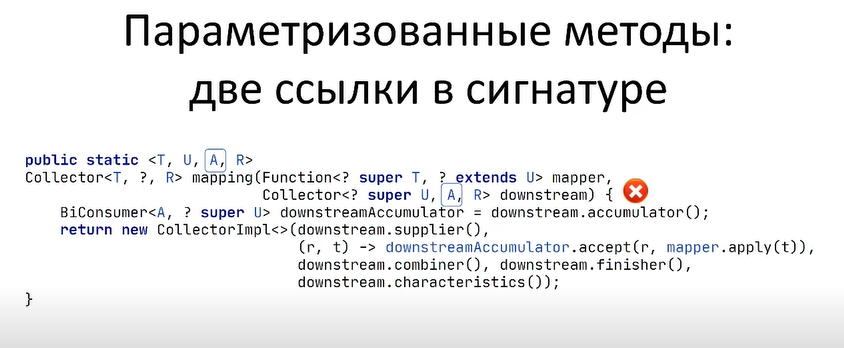 Параметризованные методы:
две ссылки в сигнатуре
public static <T, U, A, R>
Collector<T, ?, R> mapping(Function<? super T, ? extends U> mapper,
Collector<? super U, A, R> downstream) {
BiConsumer<A, ? super U> downstreamAccumulator = downstream.accumulator();
return new CollectorImpl<>(downstream.supplier(),
(r, t) -> downstreamAccumulator.accept(r, mapper.apply(t)),
downstream.combiner(), downstream.finisher(),
downstream.characteristics());
}